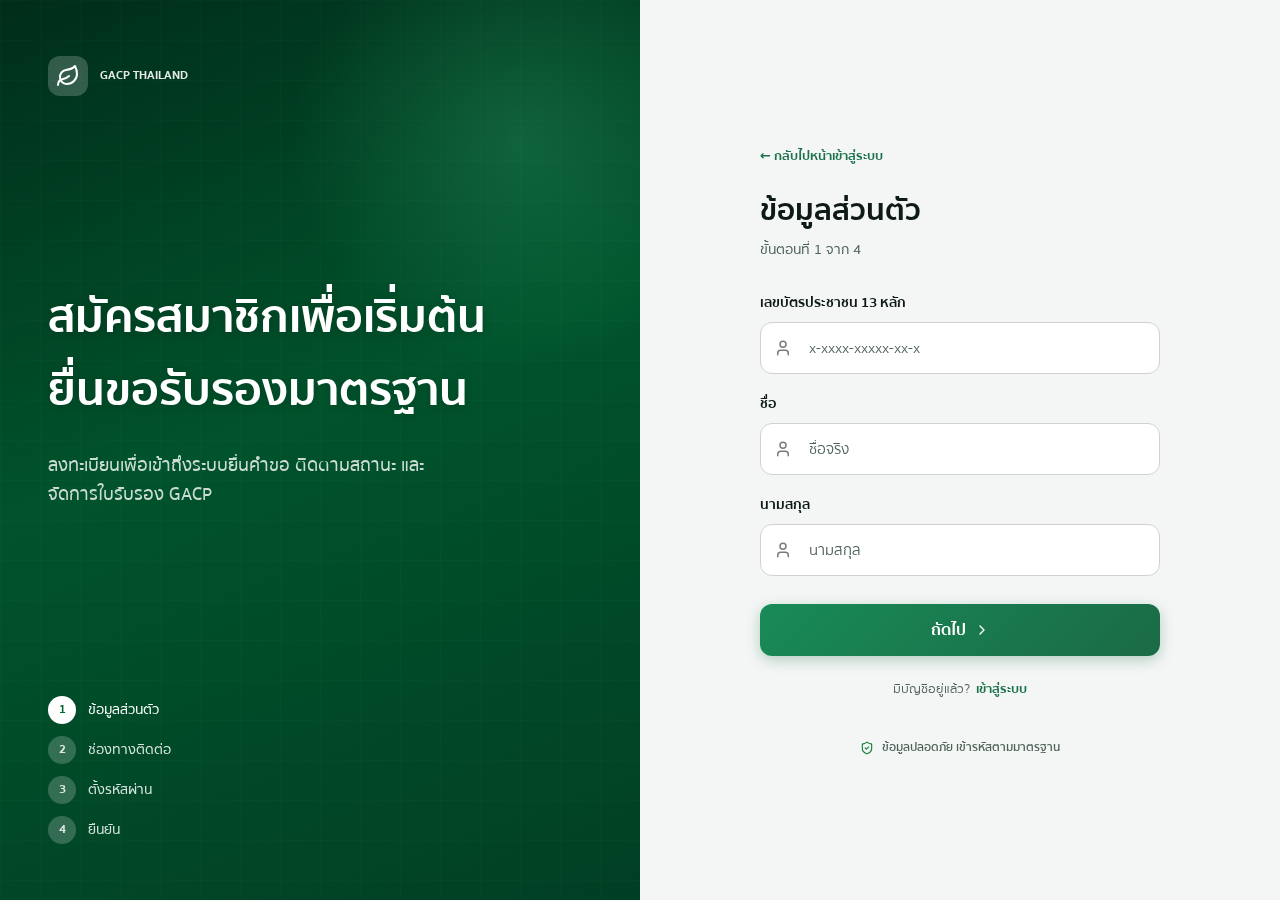 GACP THAILAND
สมัครสมาชิกเพื่อเริ่มต้น
ยื่นขอรับรองมาตรฐาน
ลงทะเบียนเพื่อเข้าถึงระบบยื่นคำขอ ติดตามสถานะ และ
จัดการใบรับรอง GACP
1 ข้อมูลส่วนตัว
2 ช่องทางติดต่อ
3 ตั้งรหัสผ่าน
4 ยืนยัน
← กลับไปหน้าเข้าสู่ระบบ
ข้อมูลส่วนตัว
ขั้นตอนที่ 1 จาก 4
เลขบัตรประชาชน 13 หลัก
x-xxxx-xxxxx-xx-x
ชื่อ
ชื่อจริง
นามสกุล
นามสกุล
ถัดไป
มีบัญชีอยู่แล้ว? เข้าสู่ระบบ
ข้อมูลปลอดภัย เข้ารหัสตามมาตรฐาน